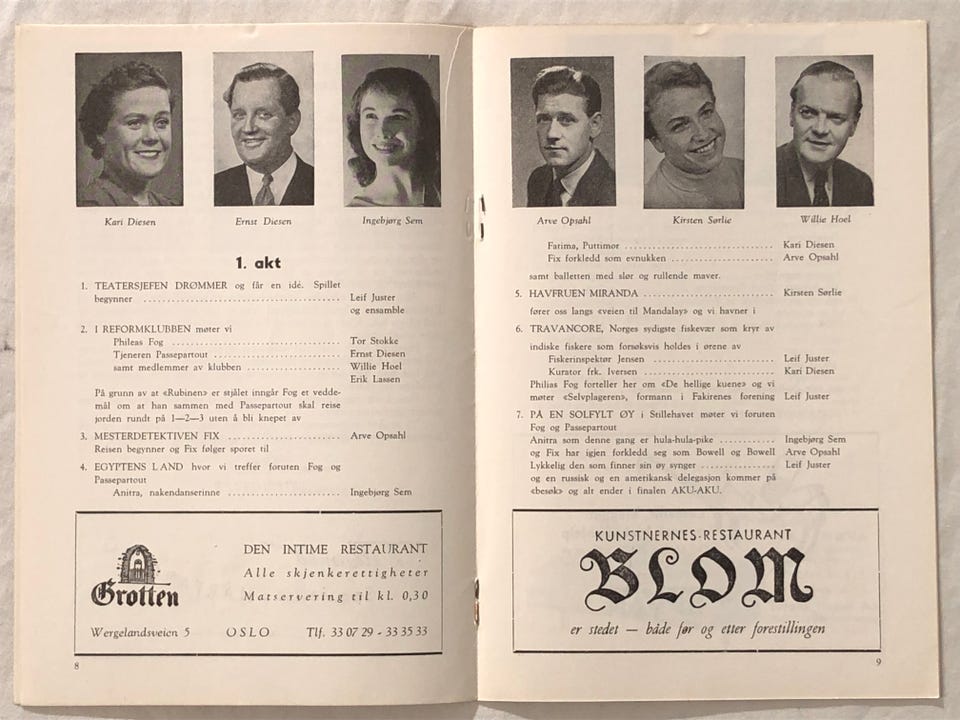 Kari Diesen
Ernst Diesen
Ingebjørg Sem
1. akt
1. TEATERSJEFEN DRØMMER og får en idé. Spillet
begynner ........ Leif Juster
og ensamble
2. I REFORMKLUBBEN møter vi
Phileas Fog ........ Tor Stokke
Tjeneren Passepartout ........ Ernst Diesen
samt medlemmer av klubben ........ Willie Hoel
Erik Lassen
På grunn av at «Rubinen» er stjålet inngår Fog et vedde-
mål om at han sammen med Passepartout skal reise
jorden rundt på 1—2—3 uten å bli knepet av
3. MESTERDETEKTIVEN FIX ........ Arve Opsahl
Reisen begynner og Fix følger sporet til
4. EGYPTENS LAND hvor vi treffer foruten Fog og
Passepartout
Anitra, nakendanserinne ........ Ingebjørg Sem
Grotten
DEN INTIME RESTAURANT
Alle skjenkerettigheter
Matservering til kl. 0,30
Wergelandsveien 5 OSLO Tlf. 33 07 29 - 33 35 33
8
Arve Opsahl
Kirsten Sørlie
Willie Hoel
Farima, Puttimor ........ Kari Diesen
Fix forkledd som evnukken ........ Arve Opsahl
samt balletten med slør og rullende maver.
5. HAVFRUEN MIRANDA ........ Kirsten Sørlie
fører oss langs «veien til Mandalay» og vi havner i
6. TRAVANCORE, Norges sydigste fiskevær som kryr av
indiske fiskere som forsøksvis holdes i ørene av
Fiskerinspektør Jensen ........ Leif Juster
Kurator frk. Iversen ........ Kari Diesen
Philias Fog forteller her om «De hellige kuene» og vi
møter «Selvplageren», formann i Fakirenes forening Leif Juster
7. PÅ EN SOLFYLT ØY i Stillehavet møter vi foruten
Fog og Passepartout
Anitra som denne gang er hula-hula-pike ........ Ingebjørg Sem
og Fix har igjen forkledd seg som Bowell og Bowell Arve Opsahl
Lykkelig den som finner sin øy synger ........ Leif Juster
og en russisk og en amerikansk delegasjon kommer på
«besøk» og alt ender i finalen AKU-AKU.
KUNSTNERNES-RESTAURANT
BLOM
er stedet — både før og etter forestillingen
9